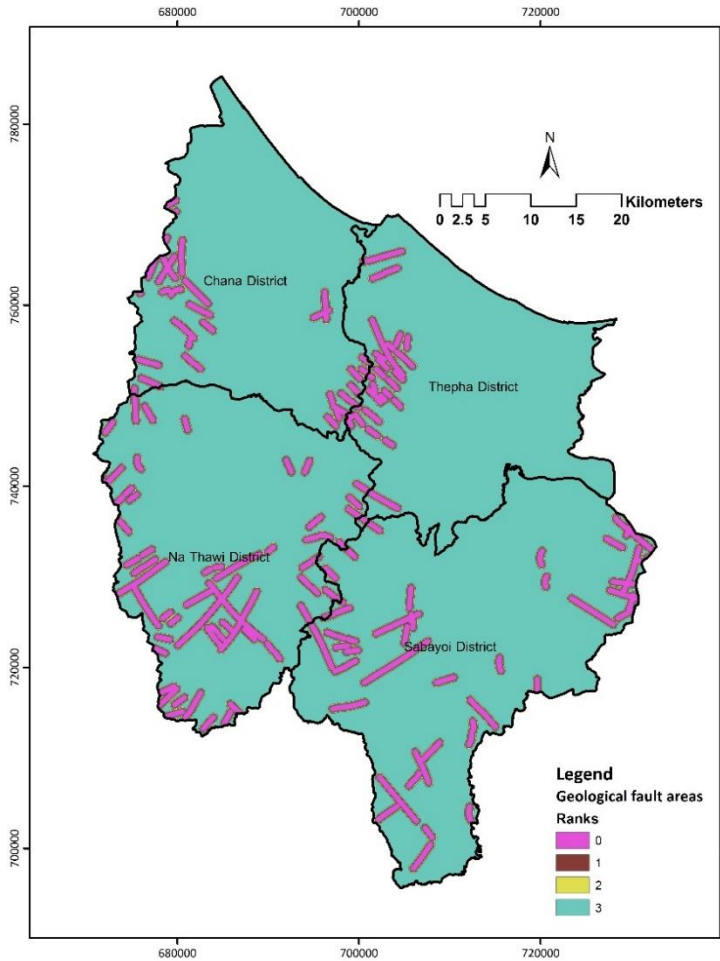 680000 700000 720000
780000
760000
740000
720000
700000
N
0 2.5 5 10 15 20 Kilometers
Chana District
Thepha District
Na Thawi District
Sabayoi District
Legend
Geological fault areas
Ranks
0
1
2
3
680000 700000 720000